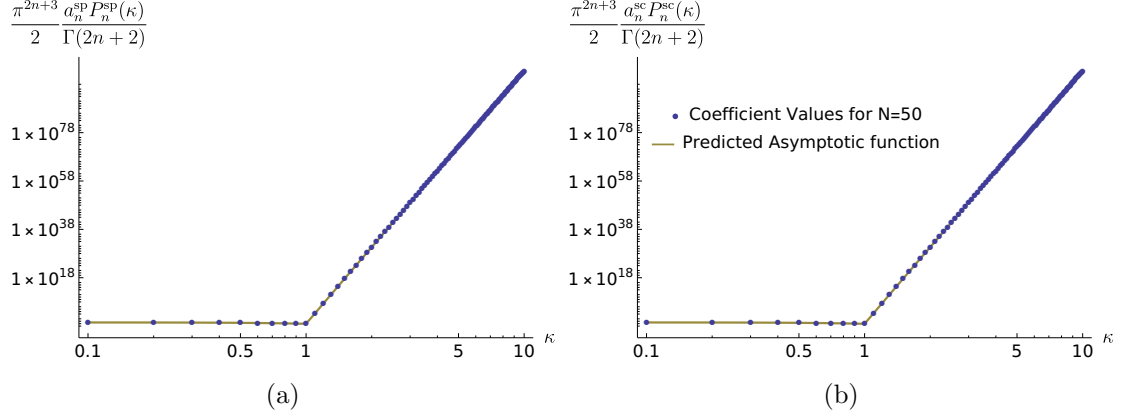 π^{2n+3}/2 a_n^{sp} P_n^{sp}(κ)/Γ(2n + 2)
1 × 10^78
1 × 10^58
1 × 10^38
1 × 10^18
0.1 0.5 1 5 10 κ
(a)
π^{2n+3}/2 a_n^{sc} P_n^{sc}(κ)/Γ(2n + 2)
Coefficient Values for N=50
Predicted Asymptotic function
1 × 10^78
1 × 10^58
1 × 10^38
1 × 10^18
0.1 0.5 1 5 10 κ
(b)